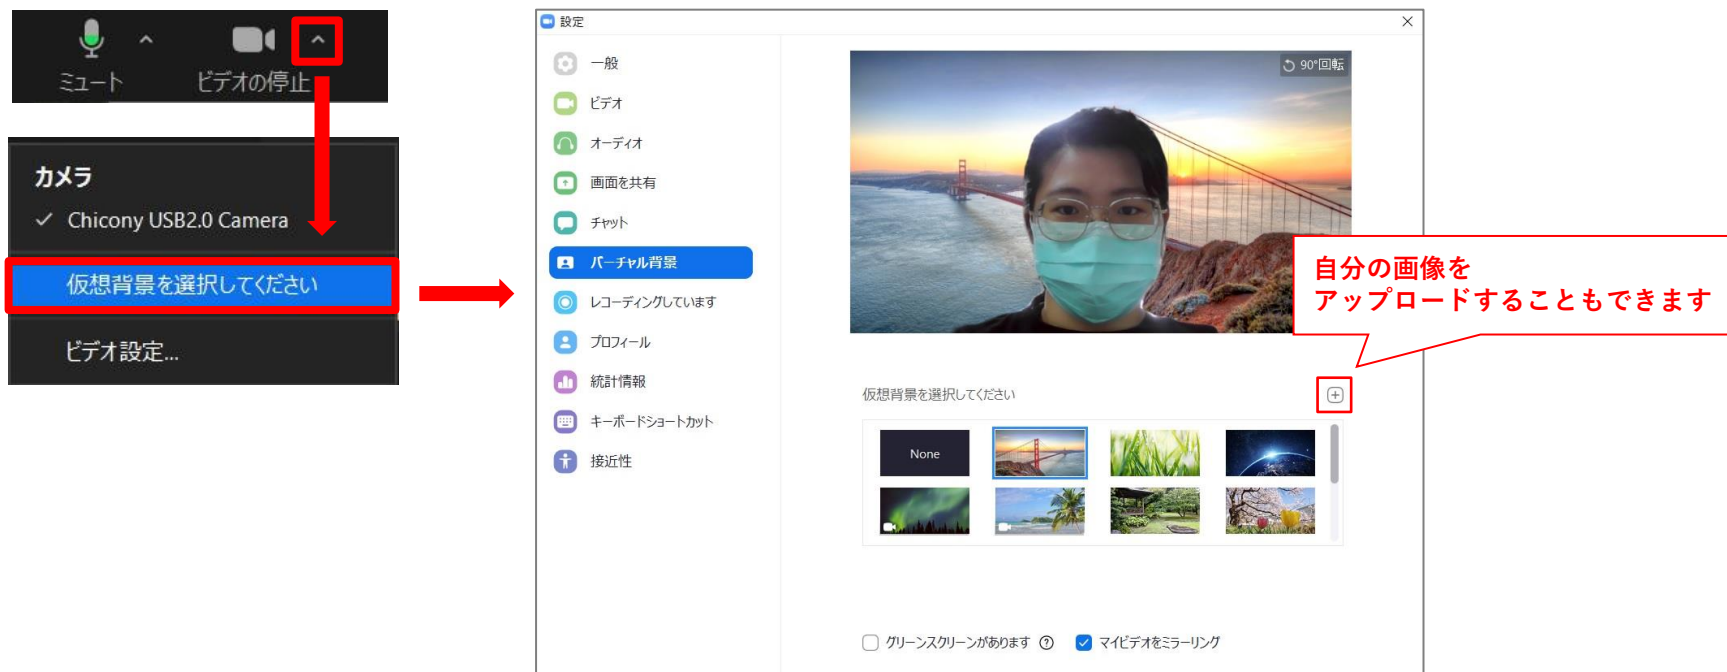 ミュート
ビデオの停止
カメラ
Chicony USB2.0 Camera
仮想背景を選択してください
ビデオ設定...
設定
一般
ビデオ
オーディオ
画面を共有
チャット
バーチャル背景
レコーディングしています
プロフィール
統計情報
キーボードショートカット
接近性
90°回転
自分の画像を
アップロードすることもできます
仮想背景を選択してください
None
グリーンスクリーンがあります
マイビデオをミラーリング